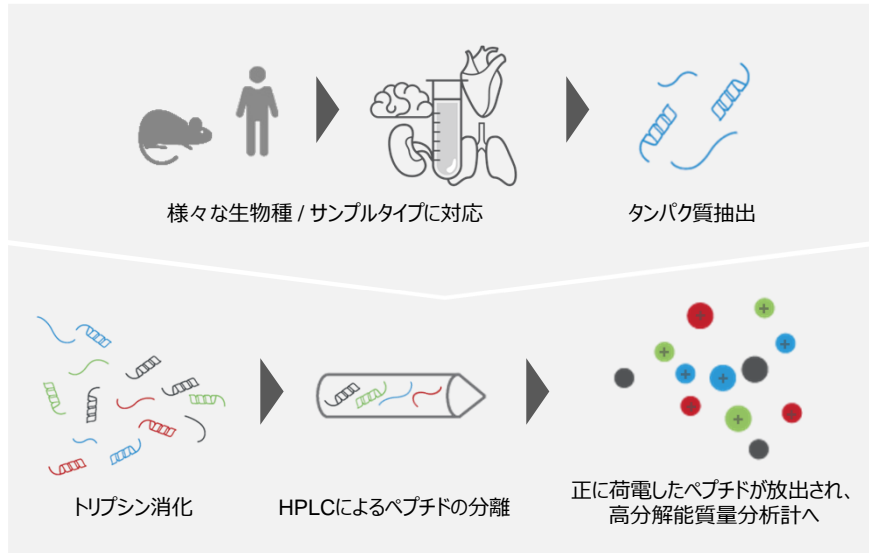 様々な生物種 / サンプルタイプに対応
タンパク質抽出
トリプシン消化
HPLCによるペプチドの分離
正に荷電したペプチドが放出され、
高分解能質量分析計へ